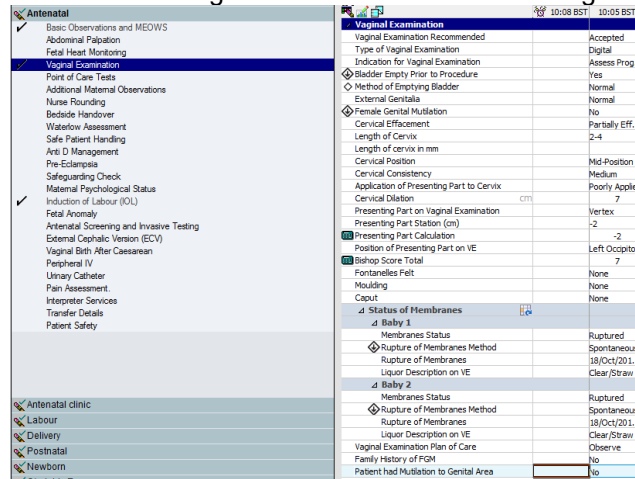 Antenatal
Basic Observations and MEOWS
Abdominal Palpation
Fetal Heart Monitoring
Vaginal Examination
Point of Care Tests
Additional Maternal Observations
Nurse Rounding
Bedside Handover
Waterlow Assessment
Safe Patient Handling
Anti D Management
Pre-Eclampsia
Safeguarding Check
Maternal Psychological Status
Induction of Labour (IOL)
Fetal Anomaly
Antenatal Screening and Invasive Testing
External Cephalic Version (ECV)
Vaginal Birth After Caesarean
Peripheral IV
Urinary Catheter
Pain Assessment.
Interpreter Services
Transfer Details
Patient Safety
Antenatal clinic
Labour
Delivery
Postnatal
Newborn
10:08 BST 10:05 BST
Vaginal Examination
Vaginal Examination Recommended Accepted
Type of Vaginal Examination Digital
Indication for Vaginal Examination Assess Prog
Bladder Empty Prior to Procedure Yes
Method of Emptying Bladder Normal
External Genitalia Normal
Female Genital Mutilation No
Cervical Effacement Partially Eff.
Length of Cervix 2-4
Length of cervix in mm
Cervical Position Mid-Position
Cervical Consistency Medium
Application of Presenting Part to Cervix Poorly Applie
Cervical Dilation cm 7
Presenting Part on Vaginal Examination Vertex
Presenting Part Station (cm) -2
Presenting Part Calculation -2
Position of Presenting Part on VE Left Occipito
Bishop Score Total 7
Fontanelles Felt None
Moulding None
Caput None
Status of Membranes
Baby 1
Membranes Status Ruptured
Rupture of Membranes Method Spontaneous
Rupture of Membranes 18/Oct/201.
Liquor Description on VE Clear/Straw
Baby 2
Membranes Status Ruptured
Rupture of Membranes Method Spontaneous
Rupture of Membranes 18/Oct/201.
Liquor Description on VE Clear/Straw
Vaginal Examination Plan of Care Observe
Family History of FGM No
Patient had Mutilation to Genital Area No